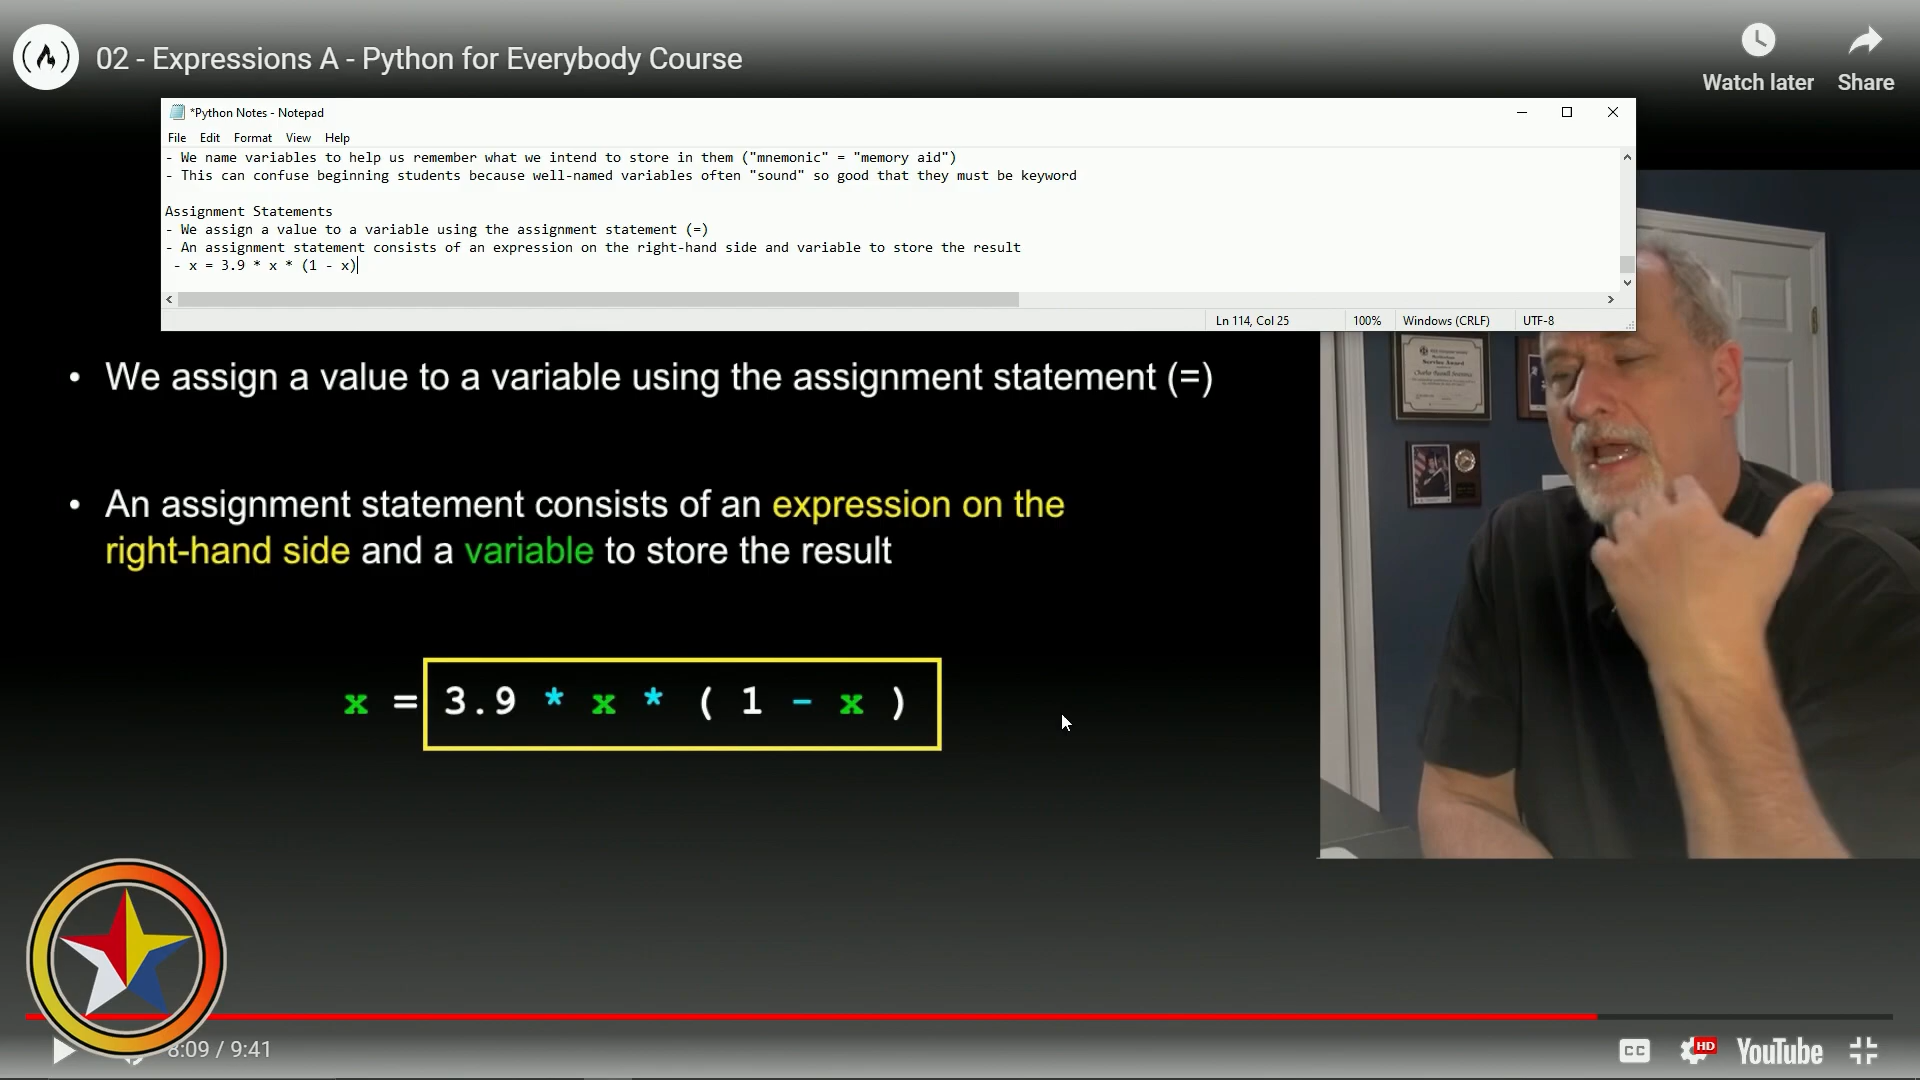 02 - Expressions A - Python for Everybody Course
Watch later
Share
*Python Notes - Notepad
File Edit Format View Help
- We name variables to help us remember what we intend to store in them ("mnemonic" = "memory aid")
- This can confuse beginning students because well-named variables often "sound" so good that they must be keyword
Assignment Statements
- We assign a value to a variable using the assignment statement (=)
- An assignment statement consists of an expression on the right-hand side and variable to store the result
- x = 3.9 * x * (1 - x)
Ln 114, Col 25
100%
Windows (CRLF)
UTF-8
• We assign a value to a variable using the assignment statement (=)
• An assignment statement consists of an expression on the
right-hand side and a variable to store the result
x = 3.9 * x * ( 1 - x )
Service Award
8:09 / 9:41
CC
HD
YouTube